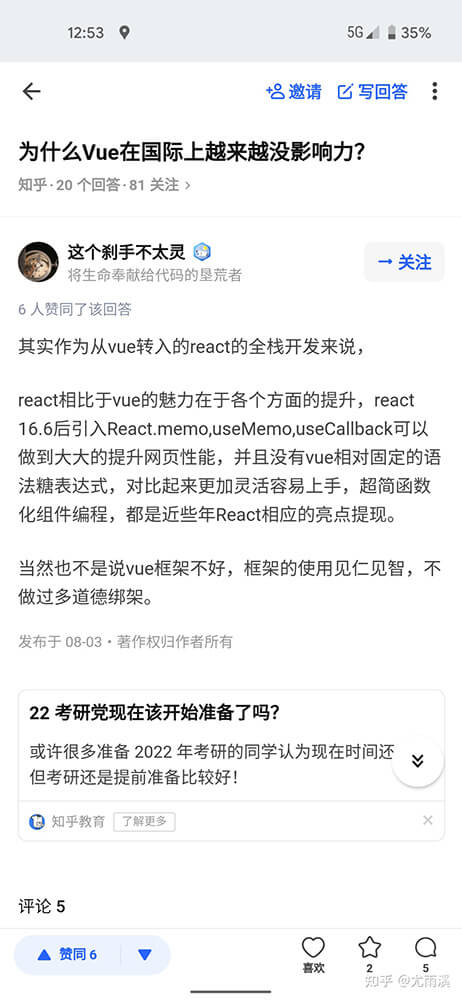 12:53
5G 35%
邀请 写回答
为什么Vue在国际上越来越没影响力？
知乎·20 个回答·81 关注 >
这个刹手不太灵
将生命奉献给代码的垦荒者
→ 关注
6 人赞同了该回答
其实作为从vue转入的react的全栈开发来说，
react相比于vue的魅力在于各个方面的提升，react
16.6后引入React.memo,useMemo,useCallback可以
做到大大的提升网页性能，并且没有vue相对固定的语
法糖表达式，对比起来更加灵活容易上手，超简函数
化组件编程，都是近些年React相应的亮点提现。
当然也不是说vue框架不好，框架的使用见仁见智，不
做过多道德绑架。
发布于 08-03・著作权归作者所有
22 考研党现在该开始准备了吗？
或许很多准备 2022 年考研的同学认为现在时间还
但考研还是提前准备比较好！
知乎教育 了解更多
评论 5
赞同 6
喜欢
2
5
知乎 @尤雨溪